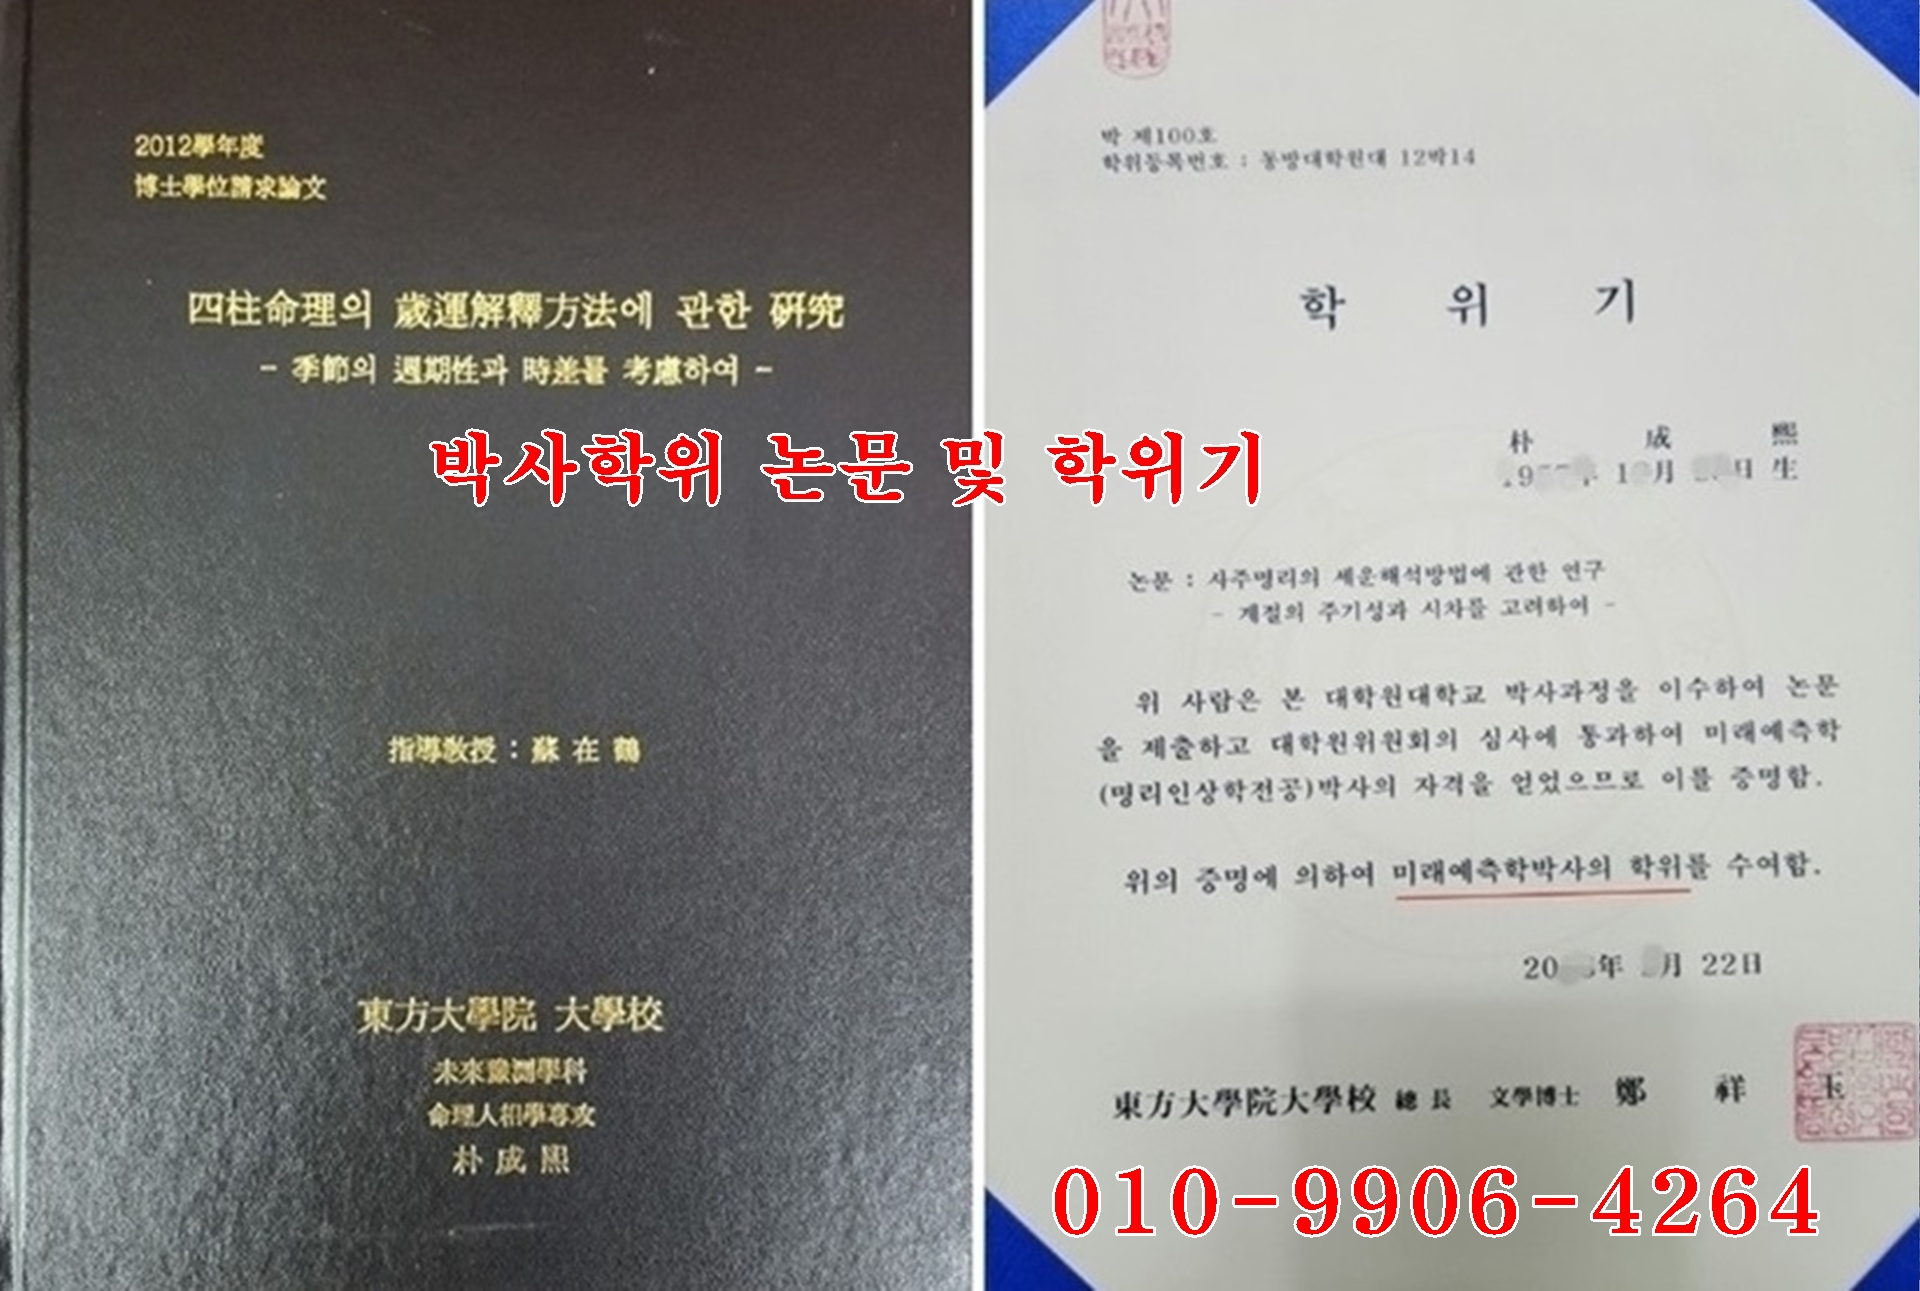 2012學年度
博士學位請求論文
四柱命理의 歲運解釋方法에 관한 硏究
- 季節의 週期性과 時差를 考慮하여 -
指導敎授 : 蘇在鶴
東方大學院 大學校
未來豫測學科
命理人相學專攻
朴成熙
박사학위 논문 및 학위기
박 제100호
학위등록번호 : 동방대학원대 12박14
학 위 기
朴 成 熙
月 日 生
논문 : 사주명리의 세운해석방법에 관한 연구
- 계절의 주기성과 시차를 고려하여 -
위 사람은 본 대학원대학교 박사과정을 이수하여 논문
을 제출하고 대학원위원회의 심사에 통과하여 미래예측학
(명리인상학전공)박사의 자격을 얻었으므로 이를 증명함.
위의 증명에 의하여 미래예측학박사의 학위를 수여함.
年 月 22日
東方大學院大學校 總長 文學博士 鄭 祥 玉
010-9906-4264